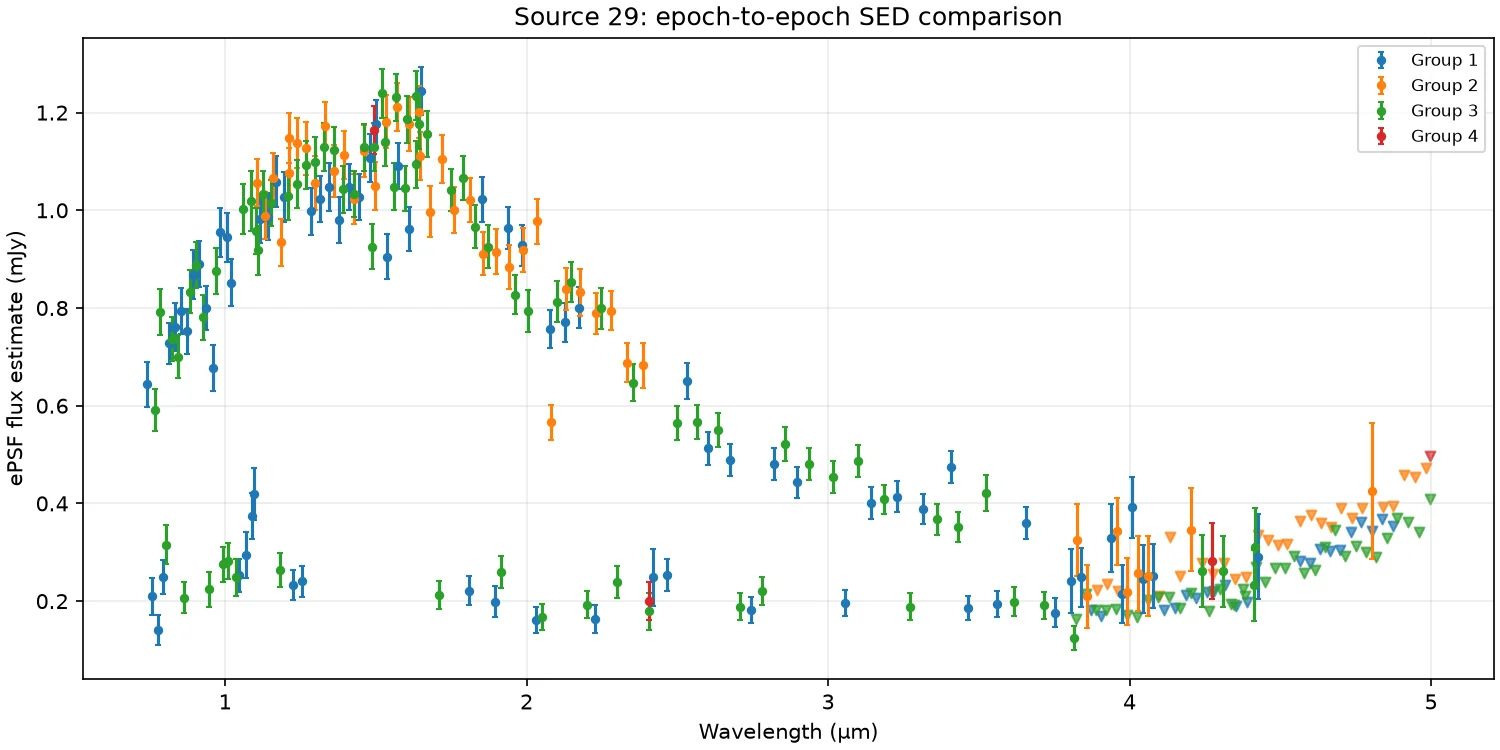 Source 29: epoch-to-epoch SED comparison
Group 1
Group 2
Group 3
Group 4
ePSF flux estimate (mJy)
1.2
1.0
0.8
0.6
0.4
0.2
1 2 3 4 5
Wavelength (μm)